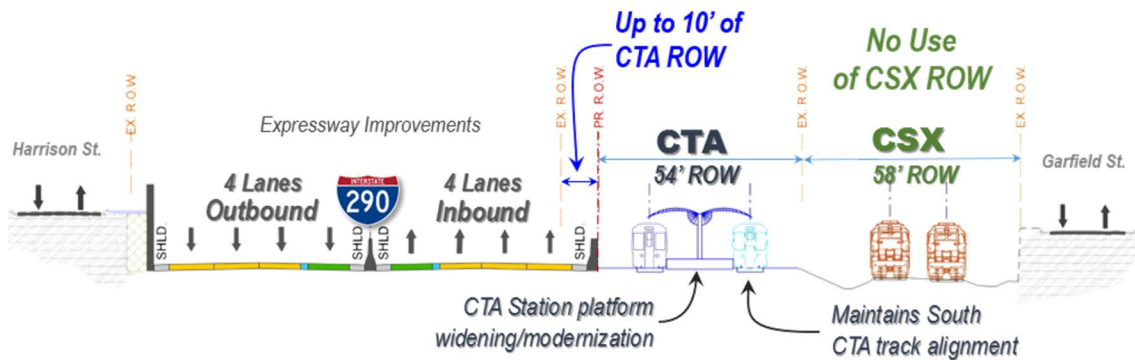 Up to 10' of
CTA ROW
No Use
of CSX ROW
EX. R.O.W.
EX. R.O.W.
PR. R.O.W.
EX. R.O.W.
EX. R.O.W.
Expressway Improvements
Harrison St.
CTA
54' ROW
CSX
58' ROW
Garfield St.
4 Lanes
Outbound
INTERSTATE
290
4 Lanes
Inbound
SHLD.
SHLD.
SHLD.
SHLD.
CTA Station platform
widening/modernization
Maintains South
CTA track alignment